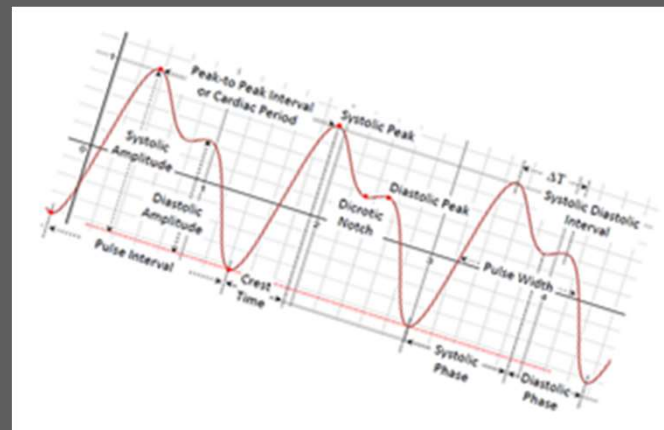 Peak-to Peak Interval
or Cardiac Period
Systolic Peak
ΔT
Systolic Diastolic
Interval
Systolic
Amplitude
Diastolic
Amplitude
Dicrotic
Notch
Diastolic Peak
Pulse Width
Pulse Interval
Crest
Time
Systolic
Phase
Diastolic
Phase